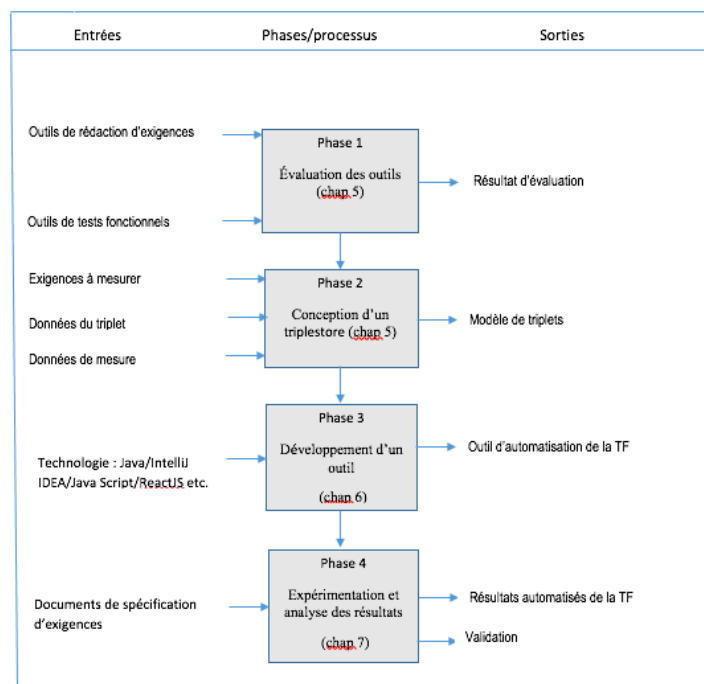 Entrées
Phases/processus
Sorties
Outils de rédaction d'exigences
Outils de tests fonctionnels
Phase 1
Évaluation des outils
(chap 5)
Résultat d'évaluation
Exigences à mesurer
Données du triplet
Données de mesure
Phase 2
Conception d'un
triplestore (chap 5)
Modèle de triplets
Technologie : Java/IntelliJ
IDEA/Java Script/ReactJS etc.
Phase 3
Développement d'un
outil
(chap 6)
Outil d'automatisation de la TF
Documents de spécification
d'exigences
Phase 4
Expérimentation et
analyse des résultats
(chap 7)
Résultats automatisés de la TF
Validation